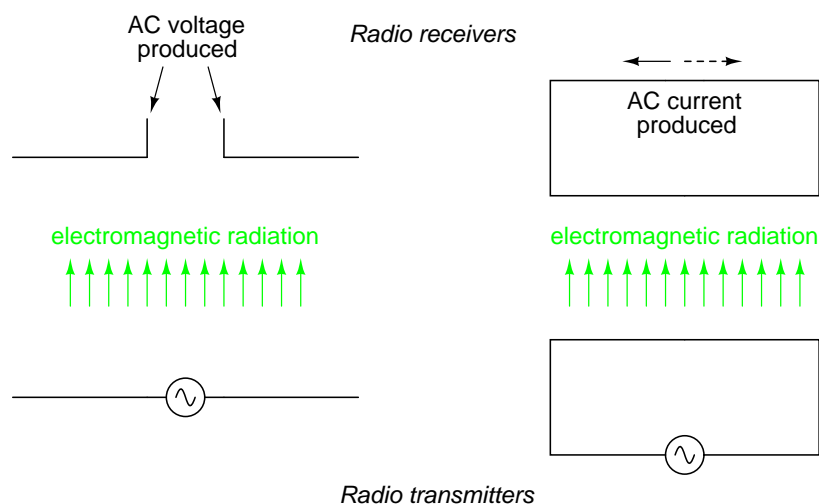 AC voltage
produced
Radio receivers
AC current
produced
electromagnetic radiation
electromagnetic radiation
Radio transmitters